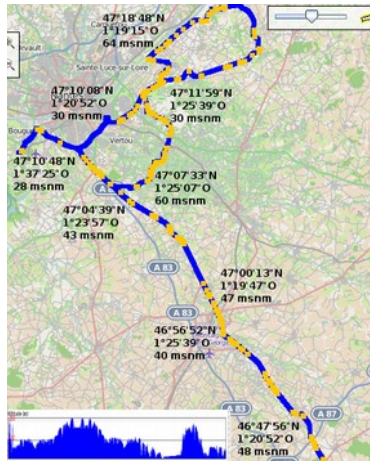 47°18'48"N
1°19'15"O
64 msnm
Sainte-Luce-sur-Loire
47°10'08"N
1°20'52"O
30 msnm
47°11'59"N
1°25'39"O
30 msnm
Vertou
47°10'48"N
1°37'25"O
28 msnm
47°07'33"N
1°25'07"O
60 msnm
A 83
47°04'39"N
1°23'57"O
43 msnm
A 83
47°00'13"N
1°19'47"O
47 msnm
46°56'52"N
1°25'39"O
40 msnm
A 83
A 87
46°47'56"N
1°20'52"O
48 msnm